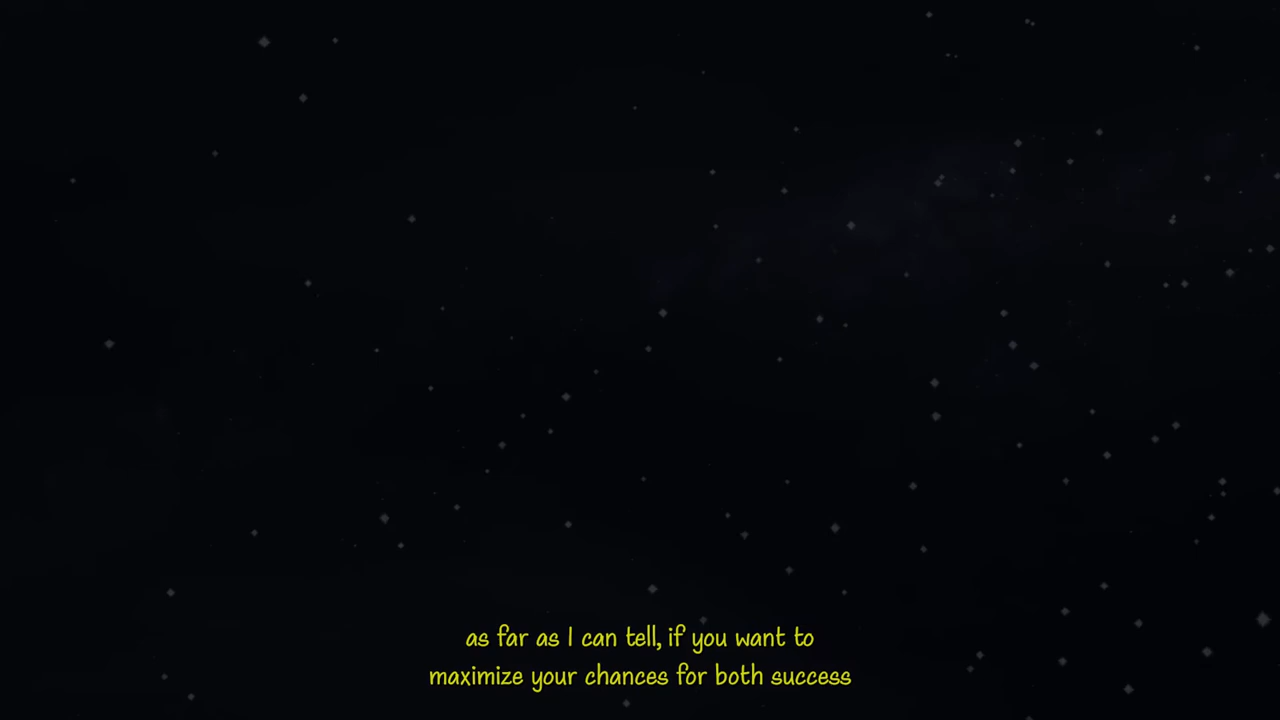 as far as I can tell, if you want to
maximize your chances for both success